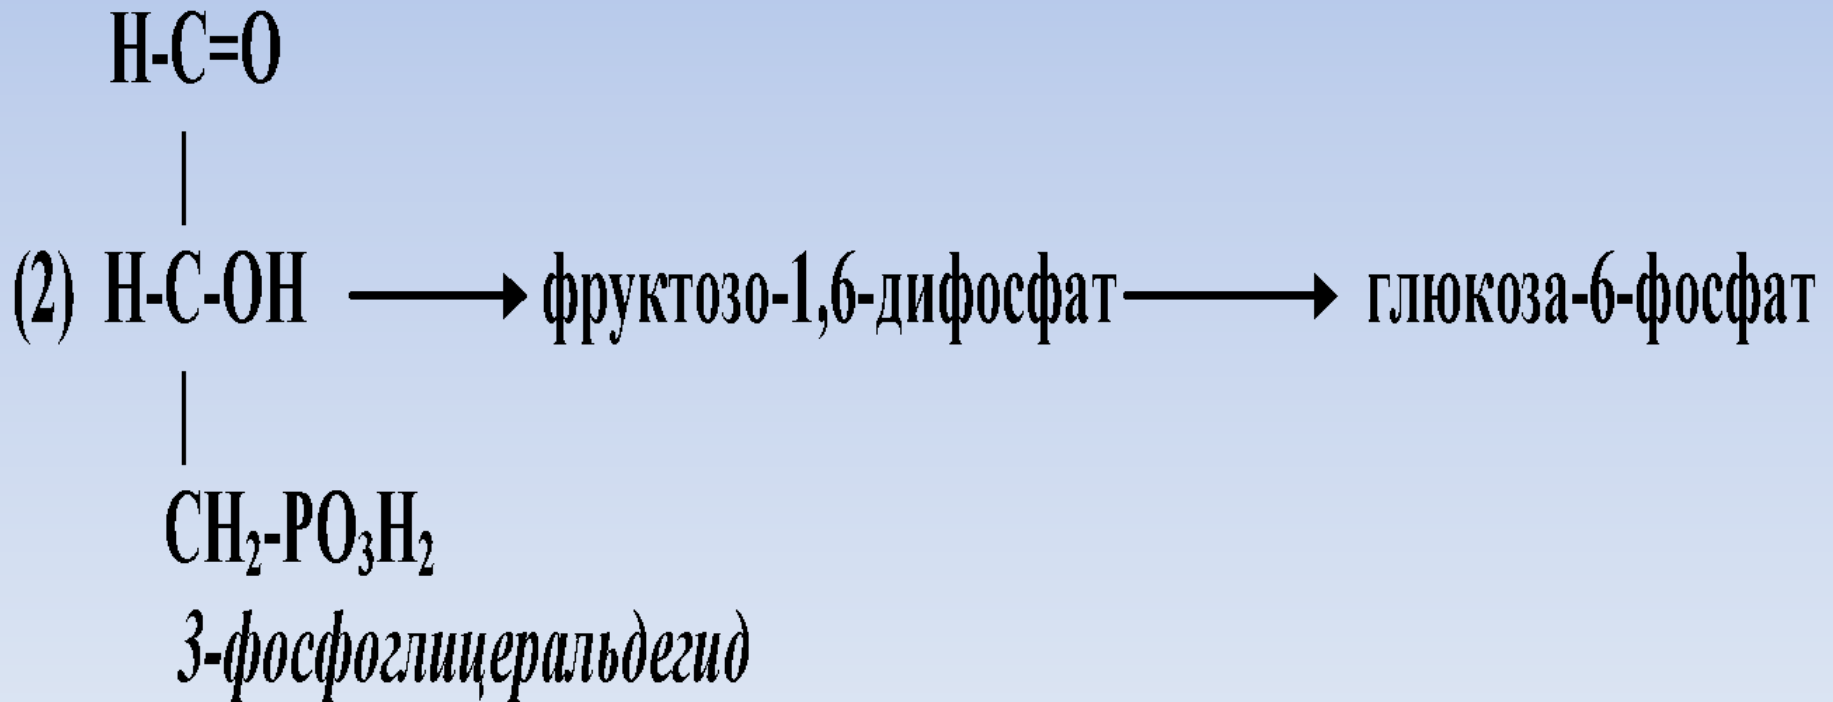 H-C=O
|
(2) H-C-OH ⟶ фруктозо-1,6-дифосфат ⟶ глюкоза-6-фосфат
|
CH₂-PO₃H₂
3-фосфоглицеральдегид